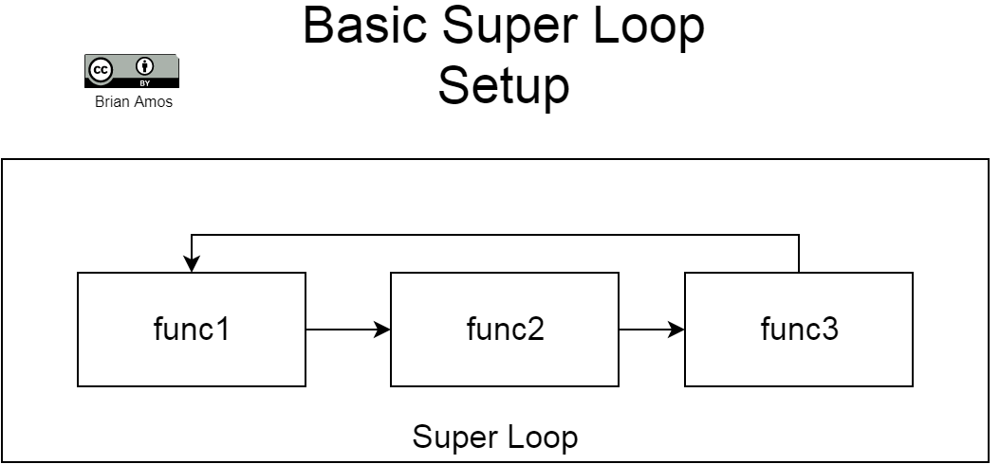 Basic Super Loop
Setup
cc
BY
Brian Amos
func1
func2
func3
Super Loop